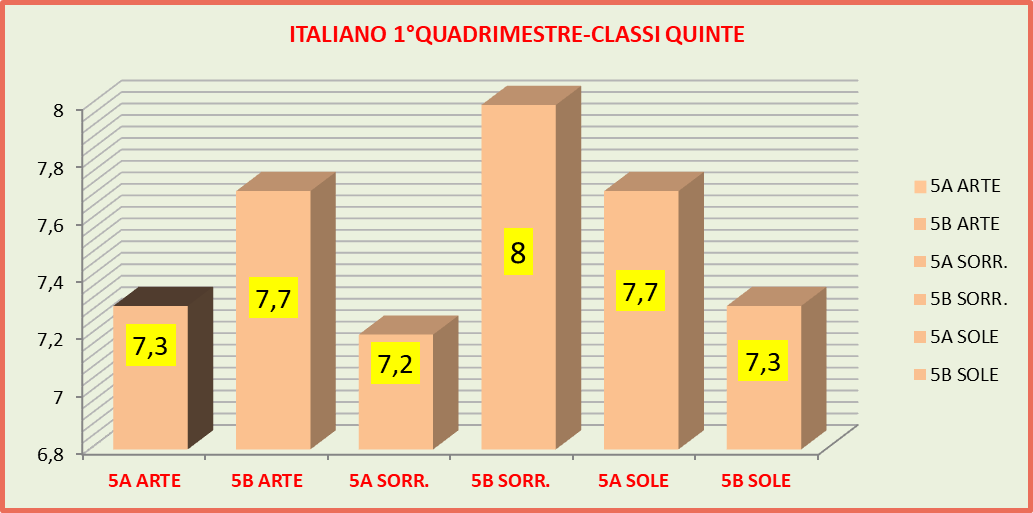 ITALIANO 1°QUADRIMESTRE-CLASSI QUINTE
8
7,8
7,6
7,4
7,2
7
6,8
7,3
7,7
7,2
8
7,7
7,3
5A ARTE
5B ARTE
5A SORR.
5B SORR.
5A SOLE
5B SOLE
5A ARTE
5B ARTE
5A SORR.
5B SORR.
5A SOLE
5B SOLE